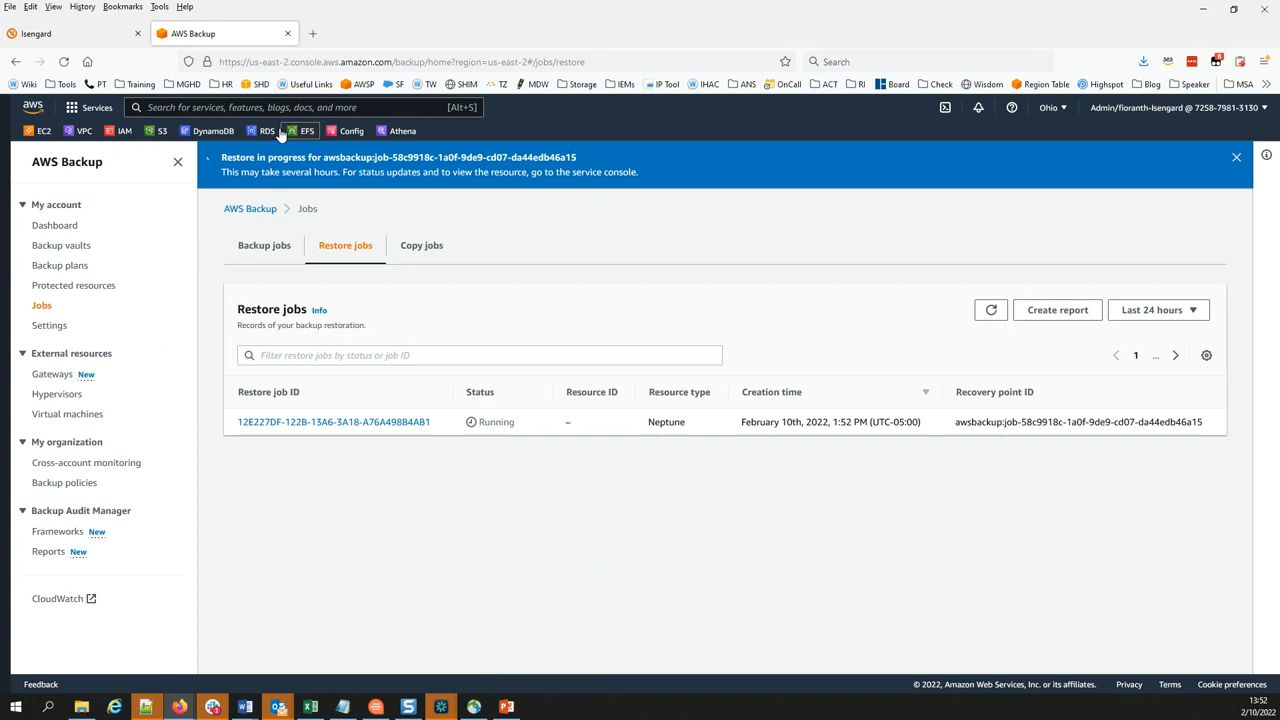 File Edit View History Bookmarks Tools Help
Isengard
AWS Backup
https://us-east-2.console.aws.amazon.com/backup/home?region=us-east-2#/jobs/restore
Search
Wiki Tools PT Training MGHD HR SHD Useful Links AWSP SF TW SHIM TZ MDW Storage IEMs IP Tool IHAC ANS OnCall ACT RI Board Check Wisdom Region Table Highspot Blog Speaker MSA
aws Services Search for services, features, blogs, docs, and more [Alt+S] Ohio Admin/fioranth-Isengard @ 7258-7981-3130
EC2 VPC IAM S3 DynamoDB RDS EFS Config Athena
AWS Backup
My account
Dashboard
Backup vaults
Backup plans
Protected resources
Jobs
Settings
External resources
Gateways New
Hypervisors
Virtual machines
My organization
Cross-account monitoring
Backup policies
Backup Audit Manager
Frameworks New
Reports New
CloudWatch
Restore in progress for awsbackup:job-58c9918c-1a0f-9de9-cd07-da44edb46a15
This may take several hours. For status updates and to view the resource, go to the service console.
AWS Backup Jobs
Backup jobs Restore jobs Copy jobs
Restore jobs Info
Records of your backup restoration.
Create report Last 24 hours
Filter restore jobs by status or job ID
1 ...
Restore job ID Status Resource ID Resource type Creation time Recovery point ID
12E227DF-122B-13A6-3A18-A76A498B4AB1 Running – Neptune February 10th, 2022, 1:52 PM (UTC-05:00) awsbackup:job-58c9918c-1a0f-9de9-cd07-da44edb46a15
Feedback © 2022, Amazon Web Services, Inc. or its affiliates. Privacy Terms Cookie preferences
13:52
2/10/2022